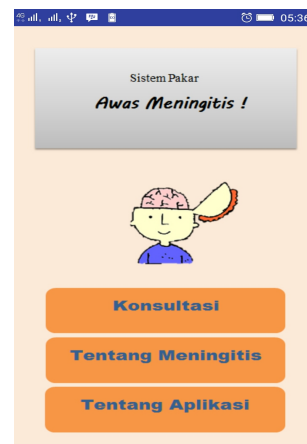 05:36
Sistem Pakar
Awas Meningitis !
Konsultasi
Tentang Meningitis
Tentang Aplikasi